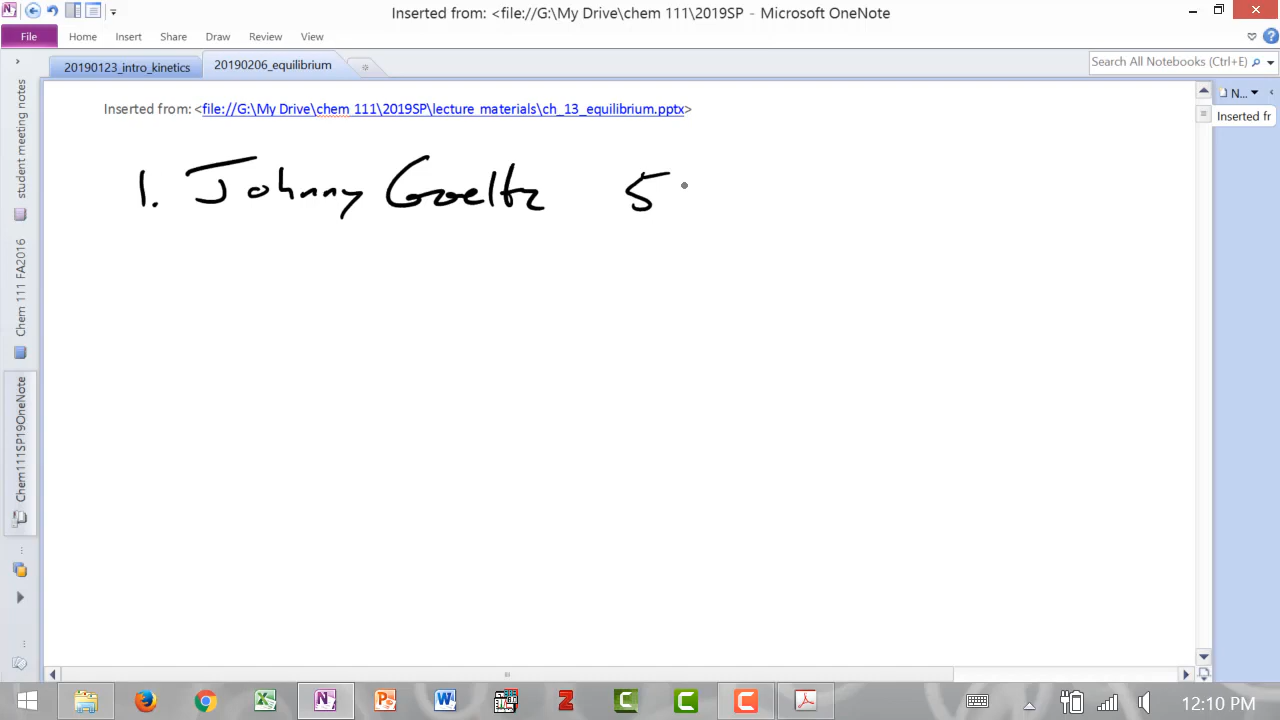 Inserted from: <file://G:\My Drive\chem 111\2019SP - Microsoft OneNote
File Home Insert Share Draw Review View
20190123_intro_kinetics 20190206_equilibrium
Search All Notebooks (Ctrl+E)
N...
Inserted fr
Inserted from: <file://G:\My Drive\chem 111\2019SP\lecture materials\ch_13_equilibrium.pptx>
1. Johnny Goeltz 5
student meeting notes
Chem 111 FA2016
Chem111SP19OneNote
12:10 PM